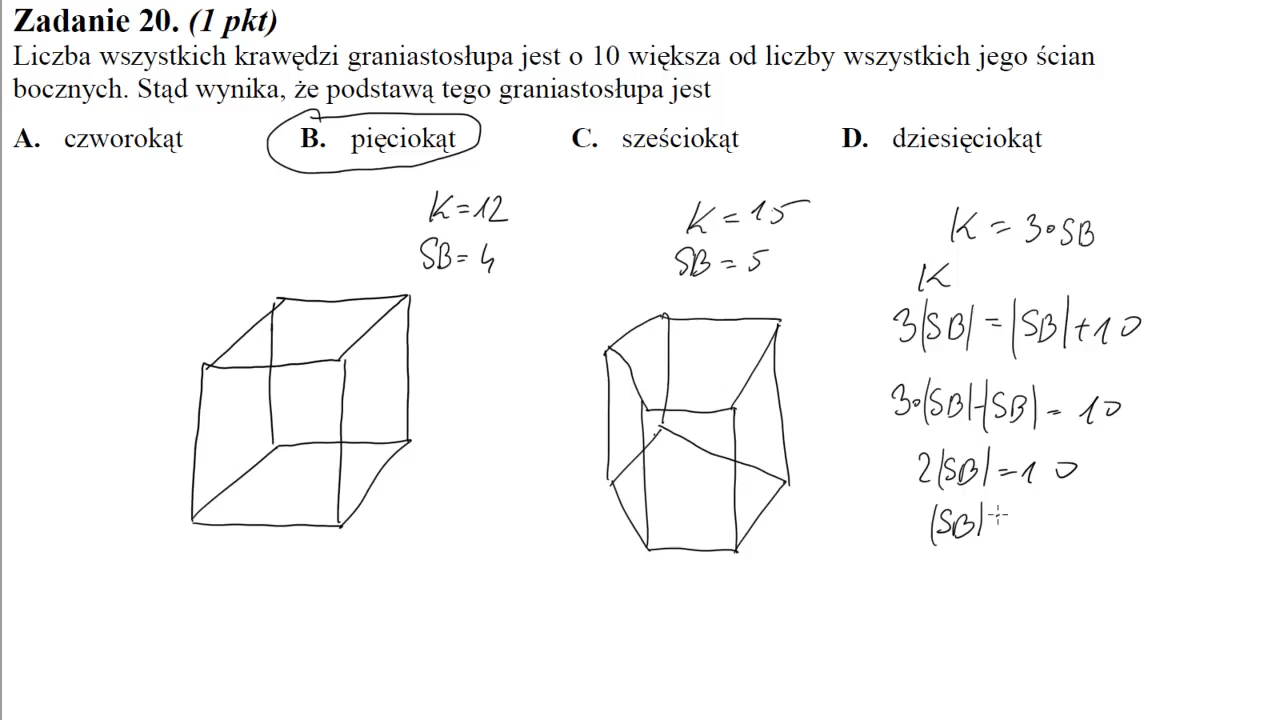 Zadanie 20. (1 pkt)
Liczba wszystkich krawędzi graniastosłupa jest o 10 większa od liczby wszystkich jego ścian
bocznych. Stąd wynika, że podstawą tego graniastosłupa jest
A. czworokąt B. pięciokąt C. sześciokąt D. dziesięciokąt
K=12
SB=4
K=15
SB=5
K=3•SB
K
3|SB|=|SB|+10
3•|SB|-|SB|=10
2|SB|=10
|SB|